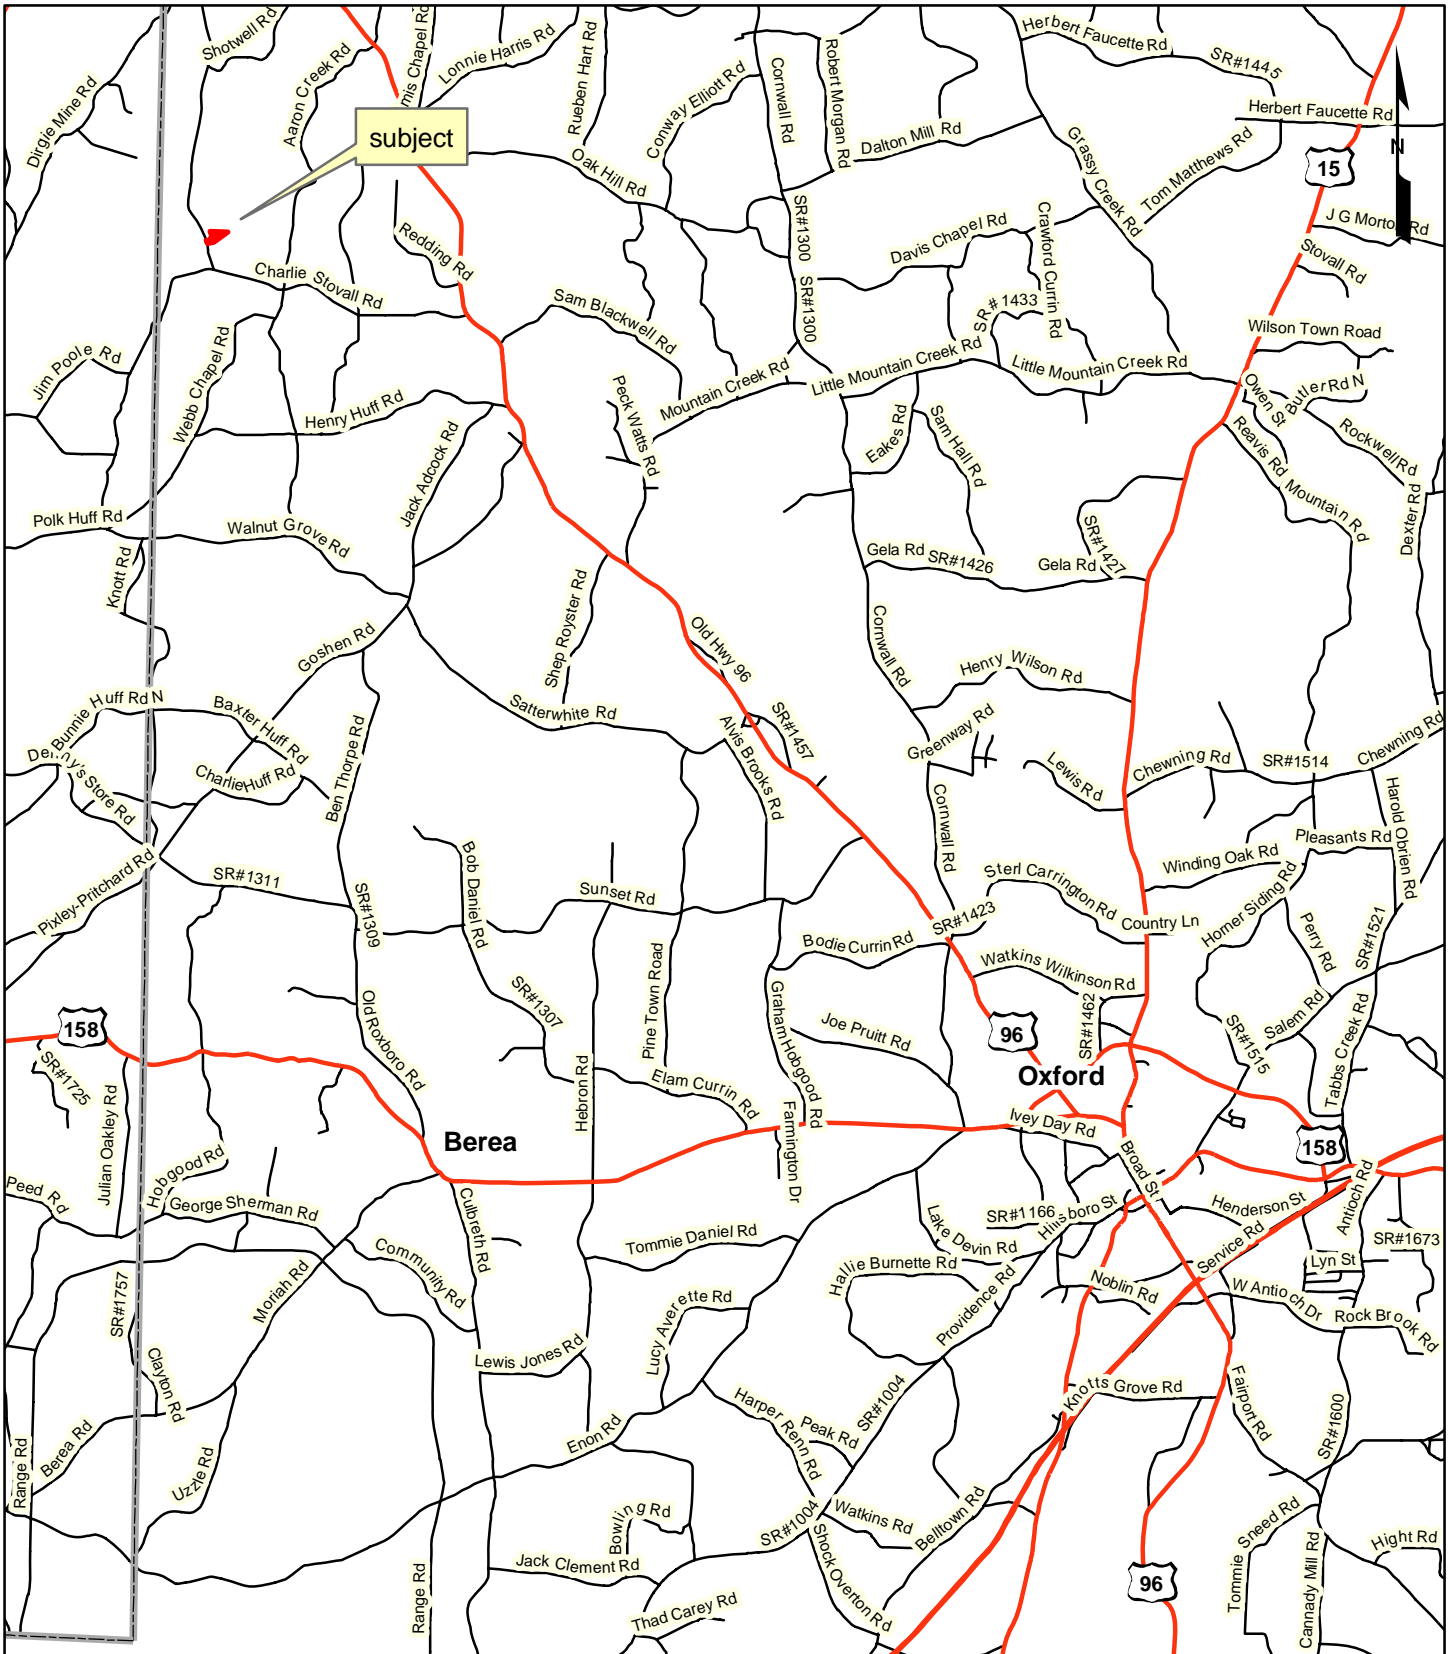 Shotwell Rd
Aaron Creek Rd
mis Chapel Rd
Lonnie Harris Rd
Rueben Hart Rd
Conway Elliott Rd
Cornwall Rd
Robert Morgan Rd
Herbert Faucette Rd
SR#1445
Herbert Faucette Rd
Dirgie Mine Rd
subject
Oak Hill Rd
Dalton Mill Rd
Grassy Creek Rd
Tom Matthews Rd
15
N
J G Morton Rd
Stovall Rd
Redding Rd
SR#1300
Davis Chapel Rd
Crawford Currin Rd
Charlie Stovall Rd
Sam Blackwell Rd
SR#1300
SR#1433
Wilson Town Road
Jim Poole Rd
Webb Chapel Rd
Henry Huff Rd
Peck Watts Rd
Mountain Creek Rd
Little Mountain Creek Rd
Little Mountain Creek Rd
Owen St
Butler Rd N
Reavis Rd
Rockwell Rd
Jack Adcock Rd
Eakes Rd
Sam Hall Rd
Mountain Rd
Dexter Rd
Polk Huff Rd
Walnut Grove Rd
Knott Rd
Gela Rd
SR#1426
Gela Rd
SR#1427
Shep Royster Rd
Goshen Rd
Old Hwy 96
Cornwall Rd
Henry Wilson Rd
Bunnie Huff Rd N
Baxter Huff Rd
Satterwhite Rd
Alvis Brooks Rd
SR#1457
Greenway Rd
Lewis Rd
Chewning Rd
SR#1514
Chewning Rd
Denny's Store Rd
Charlie Huff Rd
Ben Thorpe Rd
Cornwall Rd
Harold Obrien Rd
Pleasants Rd
Winding Oak Rd
Pixley-Pritchard Rd
SR#1311
SR#1309
Bob Daniel Rd
Sunset Rd
SR#1423
Sterl Carrington Rd
Country Ln
Horner Siding Rd
Perry Rd
SR#1521
Bodie Currin Rd
Watkins Wilkinson Rd
SR#1462
158
SR#1725
Old Roxboro Rd
SR#1307
Pine Town Road
Graham Hobgood Rd
Joe Pruitt Rd
96
Oxford
SR#1515
Salem Rd
Tabbs Creek Rd
Julian Oakley Rd
Hebron Rd
Elam Currin Rd
Farmington Dr
Ivey Day Rd
Berea
158
Broad St
Antioch Rd
Peed Rd
Hobgood Rd
George Sherman Rd
Culbreth Rd
Community Rd
Tommie Daniel Rd
Lake Devin Rd
SR#1166
Hillsboro St
Henderson St
Service Rd
SR#1673
Lyn St
SR#1757
Moriah Rd
Hallie Burnette Rd
Providence Rd
Noblin Rd
W Antioch Dr
Rock Brook Rd
Lucy Averette Rd
Lewis Jones Rd
Clayton Rd
Knotts Grove Rd
Fairport Rd
SR#1600
Harper Renn Rd
Peak Rd
SR#1004
Enon Rd
Berea Rd
Range Rd
Uzzle Rd
Bowling Rd
SR#1004
Watkins Rd
Belltown Rd
Shock Overton Rd
Jack Clement Rd
Thad Carey Rd
Range Rd
96
Tommie Sneed Rd
Cannady Mill Rd
Hight Rd